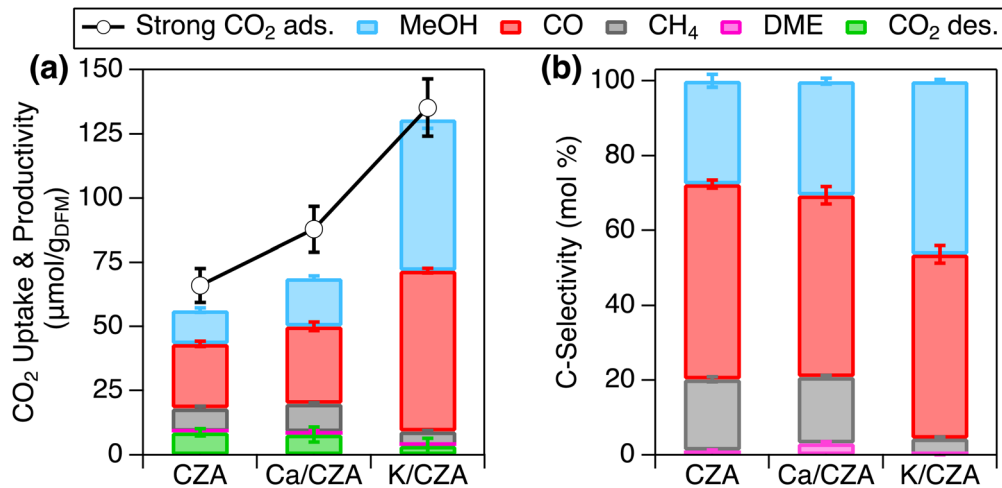 Strong CO₂ ads. MeOH CO CH₄ DME CO₂ des.
(a)
CO₂ Uptake & Productivity
(µmol/g_DFM)
150
125
100
75
50
25
0
CZA Ca/CZA K/CZA
(b)
C-Selectivity (mol %)
100
80
60
40
20
0
CZA Ca/CZA K/CZA